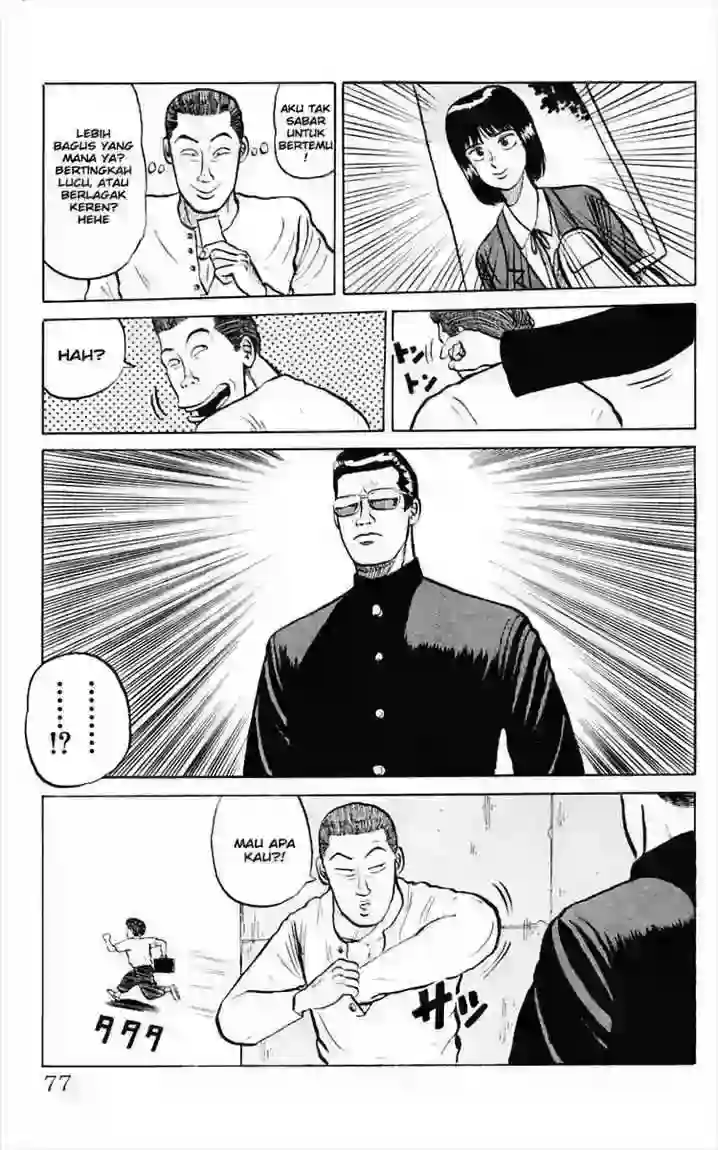 AKU TAK
SABAR
UNTUK
BERTEMU
!
LEBIH
BAGUS YANG
MANA YA?
BERTINGKAH
LUCU, ATAU
BERLAGAK
KEREN?
HEHE
トン
トン
HAH?
………
………
!?
MAU APA
KAU?!
サッ
タタタ
77